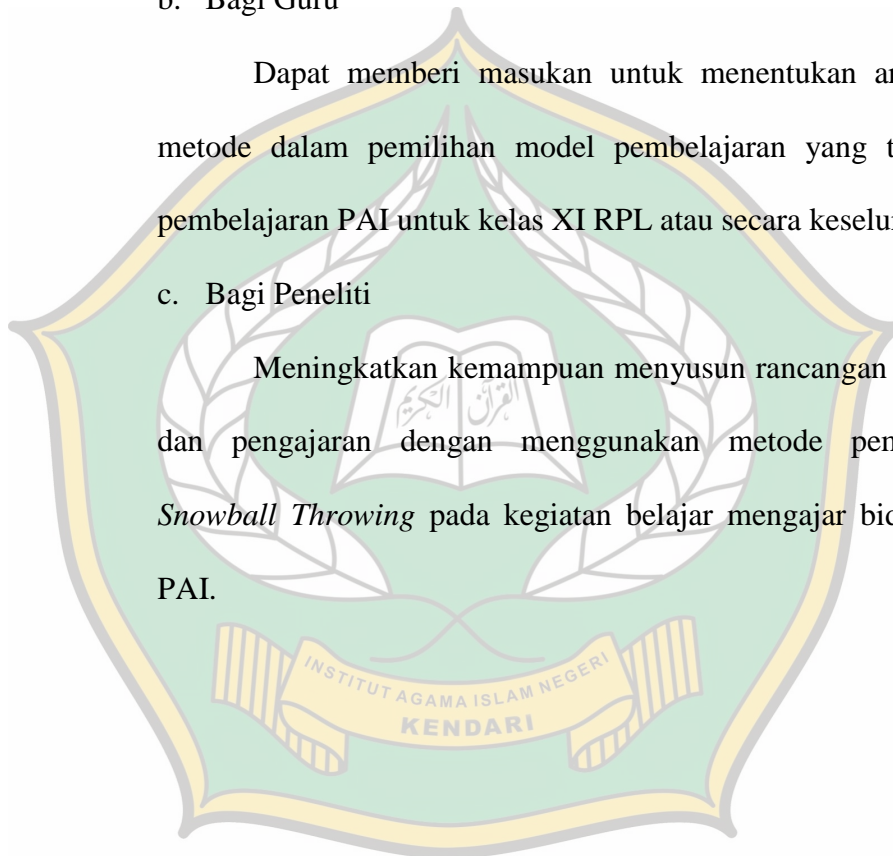 b. Bagi Guru
Dapat memberi masukan untuk menentukan
metode dalam pemilihan model pembelajaran yang
pembelajaran PAI untuk kelas XI RPL atau secara
c. Bagi Peneliti
Meningkatkan kemampuan menyusun rancangan
القرآن الكريم
dan pengajaran dengan menggunakan metode
Snowball Throwing pada kegiatan belajar mengajar
PAI.
INSTITUT AGAMA ISLAM NEGERI
KENDARI